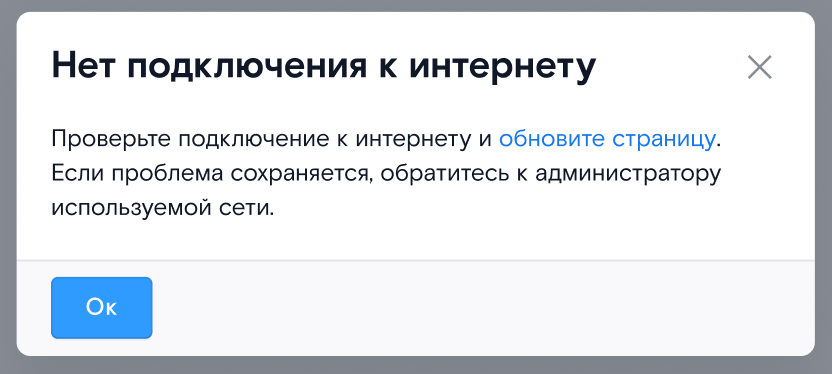 Нет подключения к интернету
Проверьте подключение к интернету и обновите страницу.
Если проблема сохраняется, обратитесь к администратору
используемой сети.
Ок